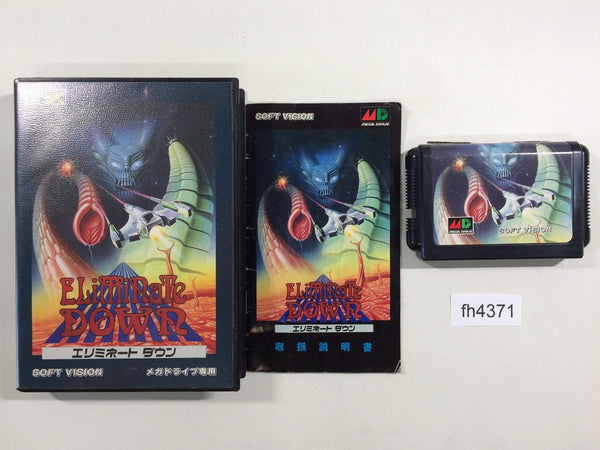 ELIMINATE
DOWN
エリミネート ダウン
SOFT VISION
メガドライブ専用
SOFT VISION
MD
MEGA DRIVE
ELIMINATE
DOWN
エリミネート ダウン
取扱説明書
MD
MEGA DRIVE
SOFT VISION
fh4371